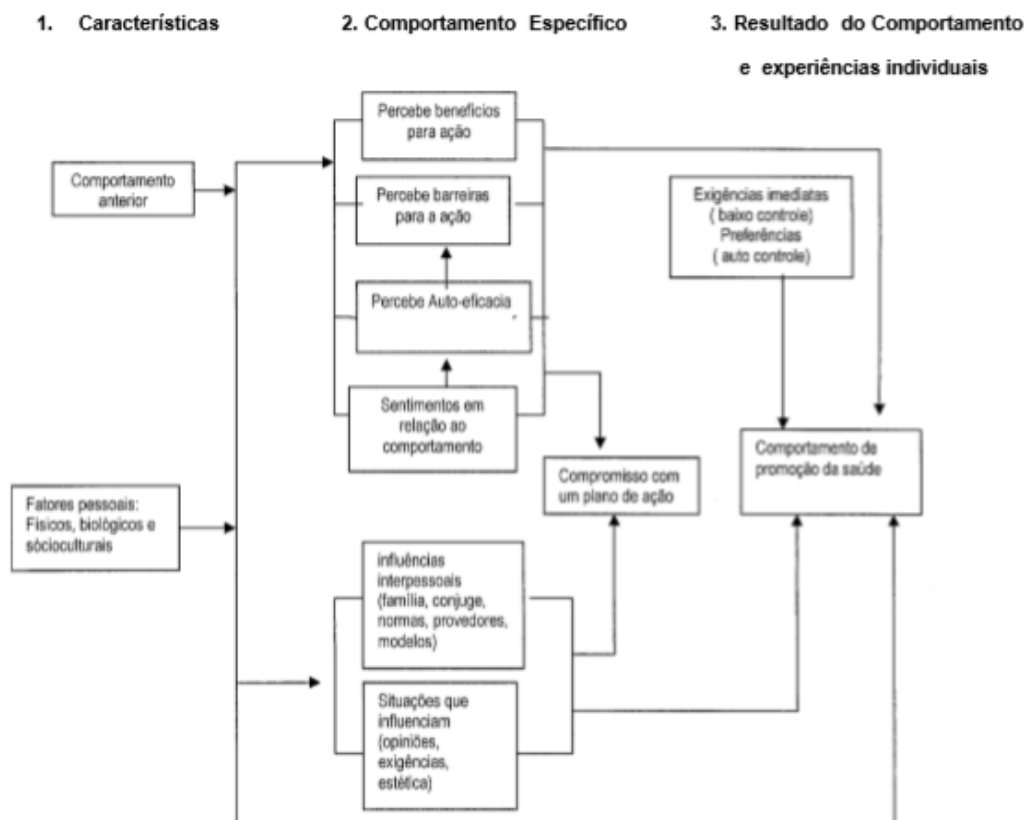 1. Características
2. Comportamento Específico
3. Resultado do Comportamento
e experiências individuais
Comportamento
anterior
Fatores pessoais:
Físicos, biológicos e
sócioculturais
Percebe benefícios
para ação
Percebe barreiras
para a ação
Percebe Auto-eficacia
Sentimentos em
relação ao
comportamento
influências
interpessoais
(família, conjuge,
normas, provedores,
modelos)
Situações que
influenciam
(opiniões,
exigências,
estética)
Compromisso com
um plano de ação
Exigências imediatas
( baixo controle)
Preferências
( auto controle)
Comportamento de
promoção da saúde